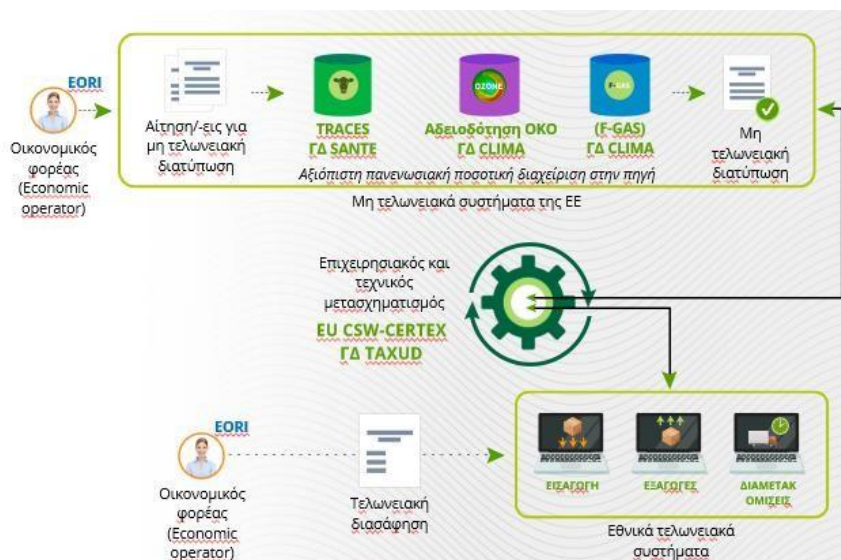 EORI
Οικονομικός
φορέας
(Economic
operator)
Αίτηση/-εις για
μη τελωνειακή
διατύπωση
TRACES
ΓΔ SANTE
OZONE
Αδειοδότηση ΟΚΟ
ΓΔ CLIMA
F-GAS
(F-GAS)
ΓΔ CLIMA
Μη
τελωνειακή
διατύπωση
Αξιόπιστη πανενωσιακή ποσοτική διαχείριση στην πηγή
Μη τελωνειακά συστήματα της ΕΕ
Επιχειρησιακός και
τεχνικός
μετασχηματισμός
EU CSW-CERTEX
ΓΔ TAXUD
EORI
Οικονομικός
φορέας
(Economic
operator)
Τελωνειακή
διασάφηση
ΕΙΣΑΓΩΓΗ
ΕΞΑΓΩΓΕΣ
ΔΙΑΜΕΤΑΚ
ΟΜΙΣΕΙΣ
Εθνικά τελωνειακά
συστήματα